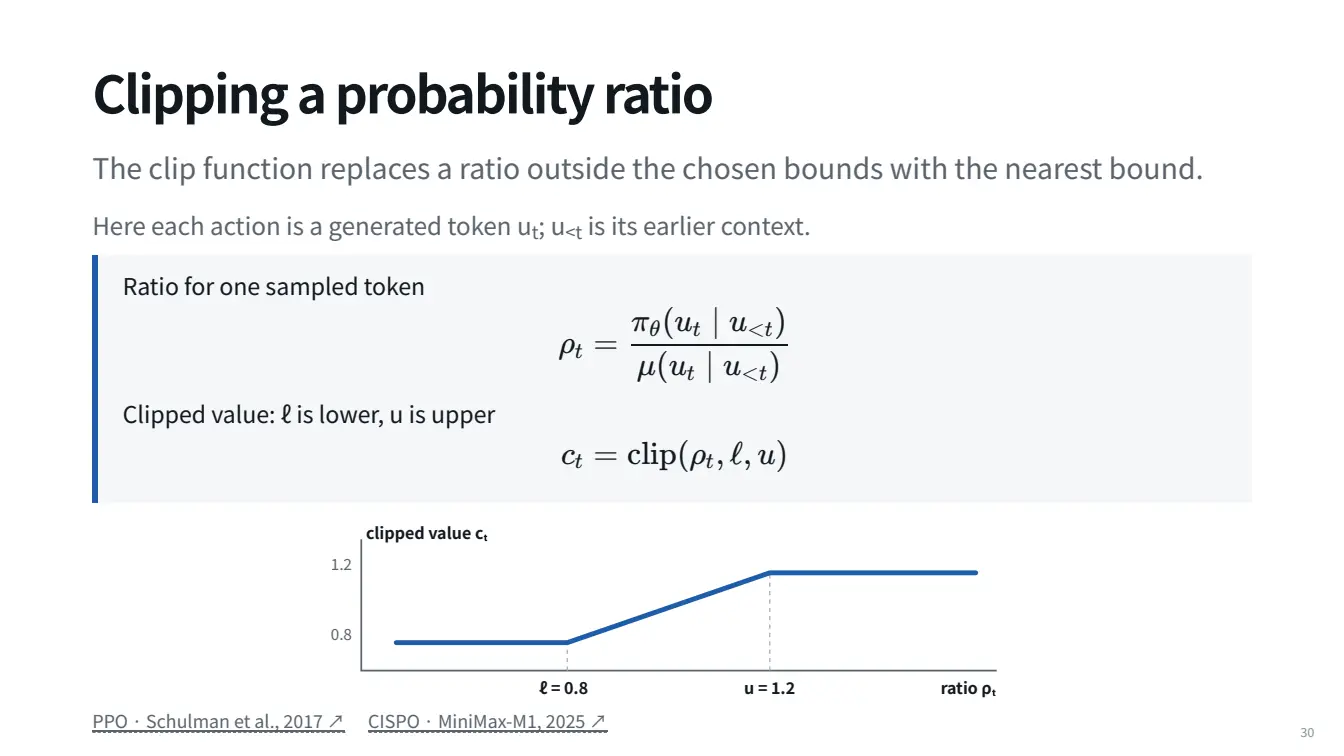 Clipping a probability ratio
The clip function replaces a ratio outside the chosen bounds with the nearest bound.
Here each action is a generated token uₜ; u<ₜ is its earlier context.
Ratio for one sampled token
ρₜ = π_θ(uₜ | u_{<t}) / μ(uₜ | u_{<t})
Clipped value: ℓ is lower, u is upper
cₜ = clip(ρₜ, ℓ, u)
clipped value cₜ
1.2
0.8
ℓ = 0.8 u = 1.2 ratio ρₜ
PPO · Schulman et al., 2017 ↗ CISPO · MiniMax-M1, 2025 ↗
30